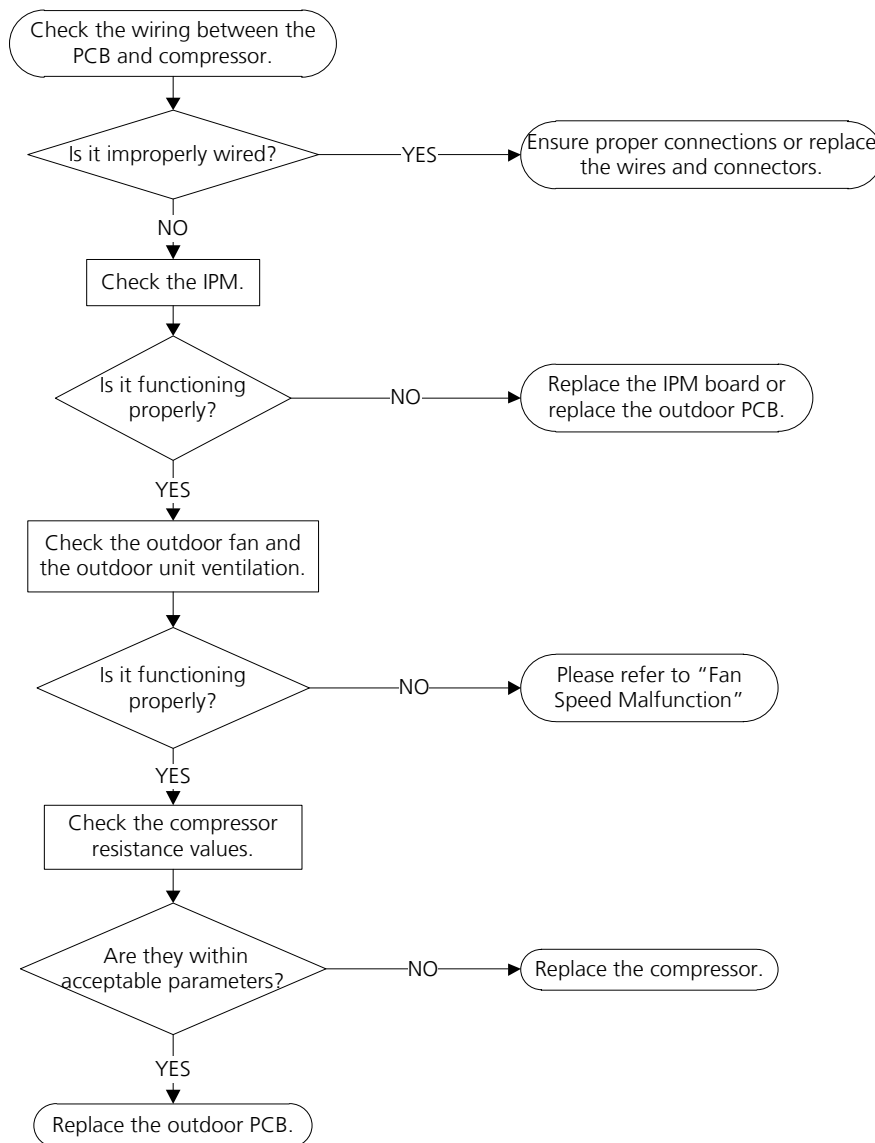 Check the wiring between the
PCB and compressor.
Is it improperly wired?
YES
Ensure proper connections or replace
the wires and connectors.
NO
Check the IPM.
Is it functioning
properly?
NO
Replace the IPM board or
replace the outdoor PCB.
YES
Check the outdoor fan and
the outdoor unit ventilation.
Is it functioning
properly?
NO
Please refer to “Fan
Speed Malfunction”
YES
Check the compressor
resistance values.
Are they within
acceptable parameters?
NO
Replace the compressor.
YES
Replace the outdoor PCB.